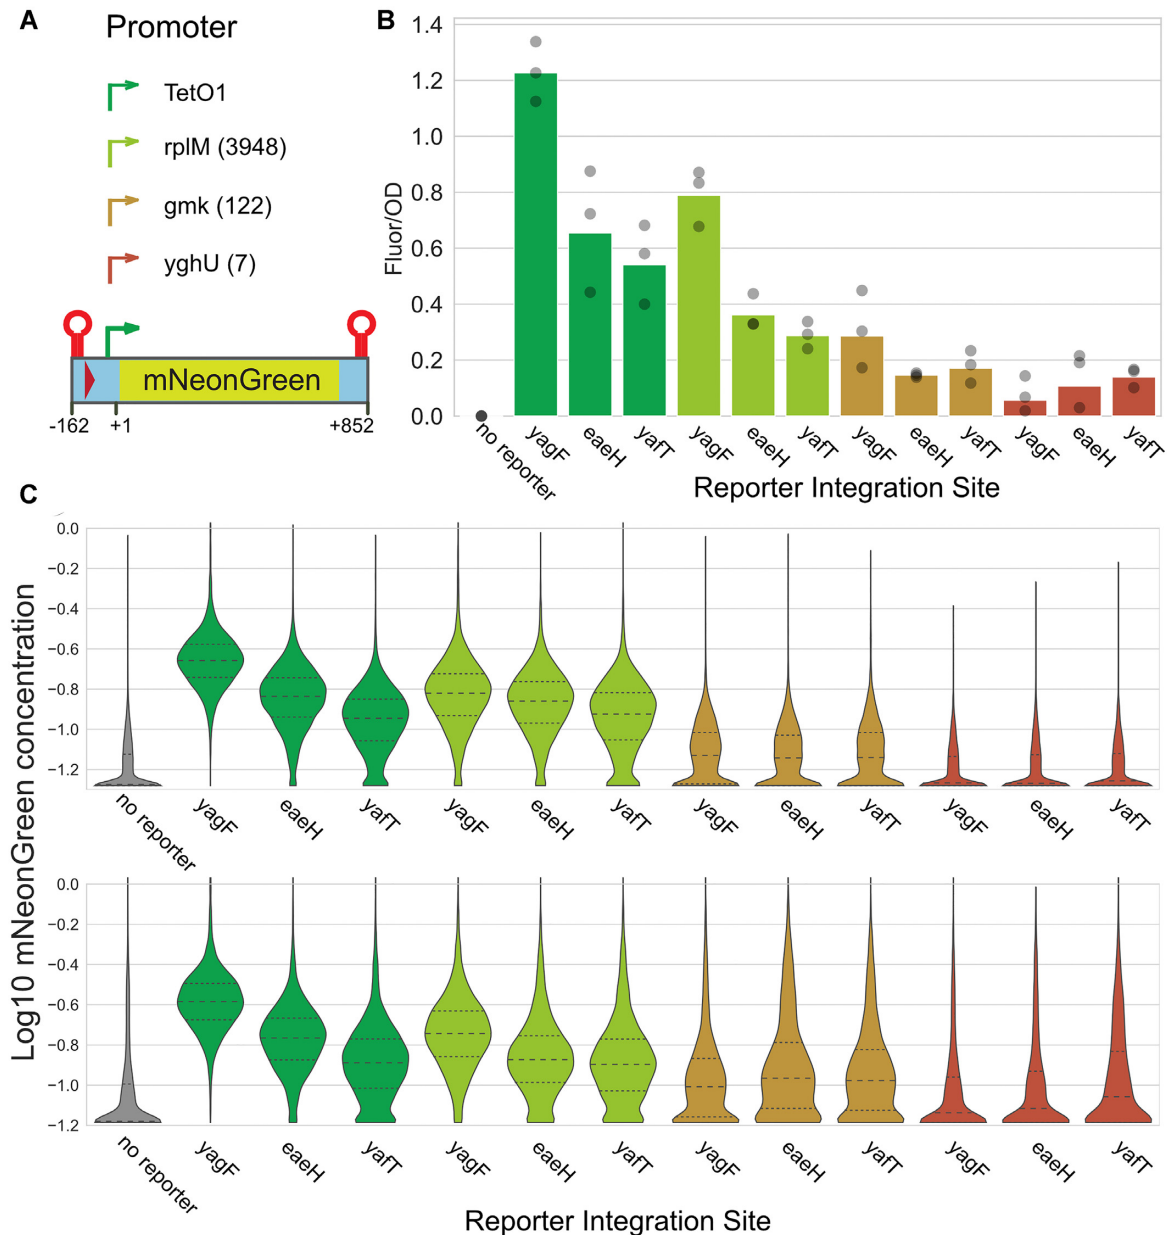 A
Promoter
TetO1
rplM (3948)
gmk (122)
yghU (7)
mNeonGreen
-162
+1
+852
B
Fluor/OD
1.4
1.2
1.0
0.8
0.6
0.4
0.2
0.0
no reporter
yagF
eaeH
yafT
yagF
eaeH
yafT
yagF
eaeH
yafT
yagF
eaeH
yafT
Reporter Integration Site
C
Log10 mNeonGreen concentration
0.0
−0.2
−0.4
−0.6
−0.8
−1.0
−1.2
no reporter
yagF
eaeH
yafT
yagF
eaeH
yafT
yagF
eaeH
yafT
yagF
eaeH
yafT
0.0
−0.2
−0.4
−0.6
−0.8
−1.0
−1.2
no reporter
yagF
eaeH
yafT
yagF
eaeH
yafT
yagF
eaeH
yafT
yagF
eaeH
yafT
Reporter Integration Site